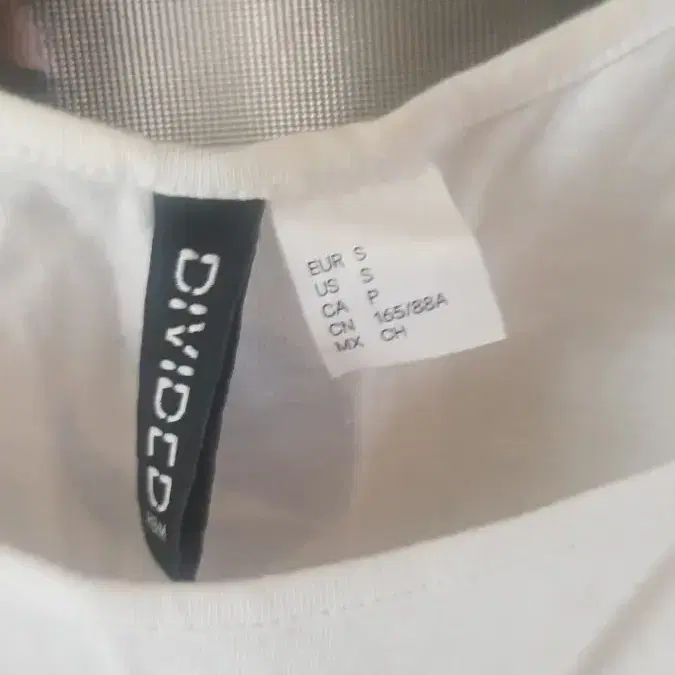 DIVIDED
H&M
EUR S
US S
CA P
CN 165/88A
MX CH